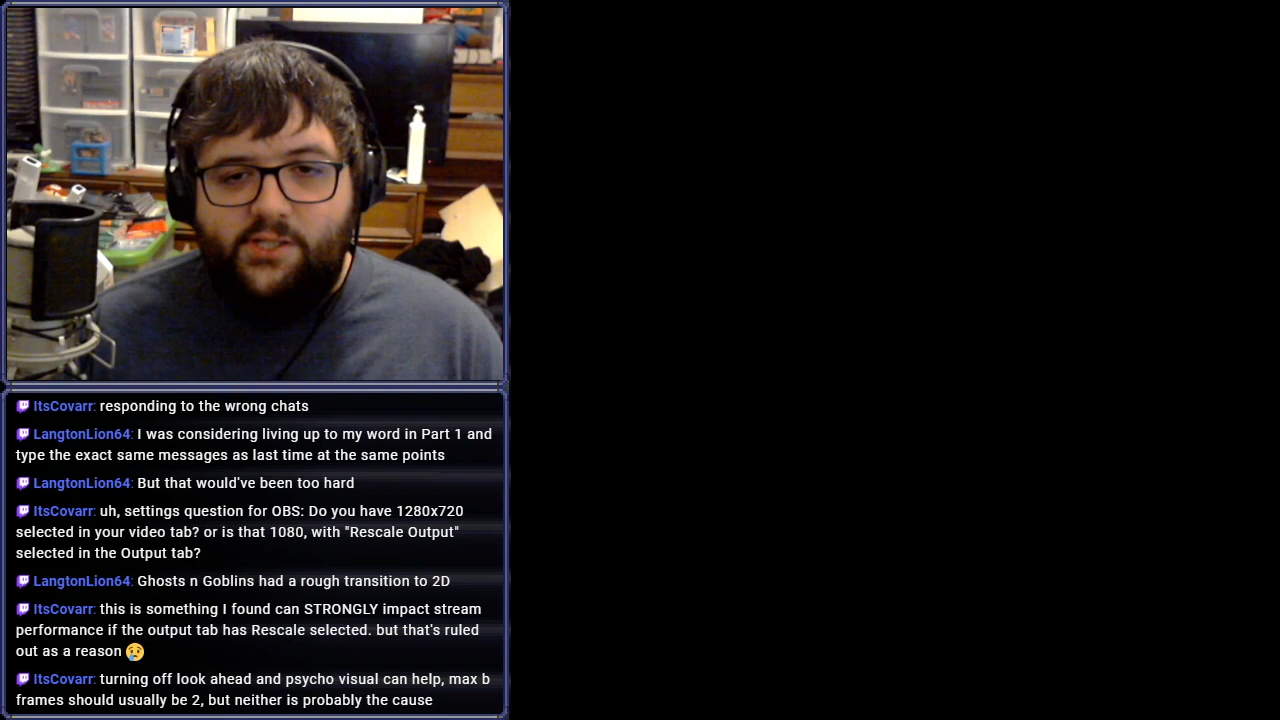 ItsCovarr: responding to the wrong chats
LangtonLion64: I was considering living up to my word in Part 1 and
type the exact same messages as last time at the same points
LangtonLion64: But that would've been too hard
ItsCovarr: uh, settings question for OBS: Do you have 1280x720
selected in your video tab? or is that 1080, with "Rescale Output"
selected in the Output tab?
LangtonLion64: Ghosts n Goblins had a rough transition to 2D
ItsCovarr: this is something I found can STRONGLY impact stream
performance if the output tab has Rescale selected. but that's ruled
out as a reason 😢
ItsCovarr: turning off look ahead and psycho visual can help, max b
frames should usually be 2, but neither is probably the cause